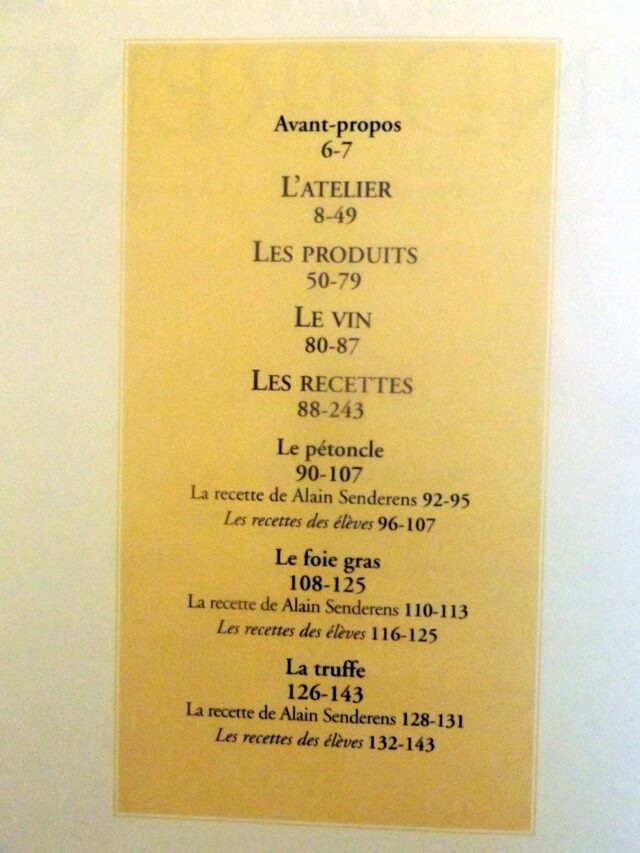 Avant-propos
6-7
L'ATELIER
8-49
LES PRODUITS
50-79
LE VIN
80-87
LES RECETTES
88-243
Le pétoncle
90-107
La recette de Alain Senderens 92-95
Les recettes des élèves 96-107
Le foie gras
108-125
La recette de Alain Senderens 110-113
Les recettes des élèves 116-125
La truffe
126-143
La recette de Alain Senderens 128-131
Les recettes des élèves 132-143